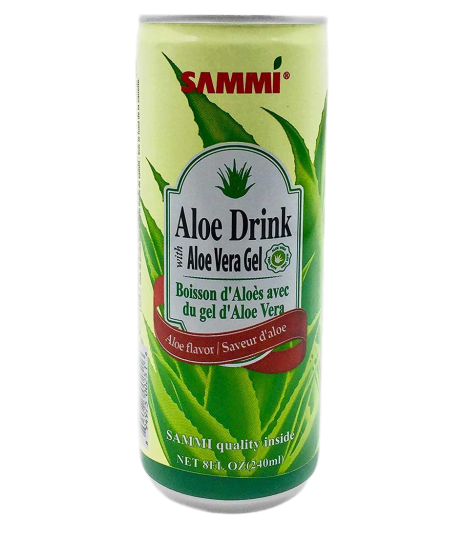 SAMMi®
Aloe Drink
with Aloe Vera Gel
Boisson d'Aloès avec
du gel d'Aloe Vera
Aloe flavor | Saveur d'aloe
SAMMI quality inside
NET 8FL OZ(240ml)